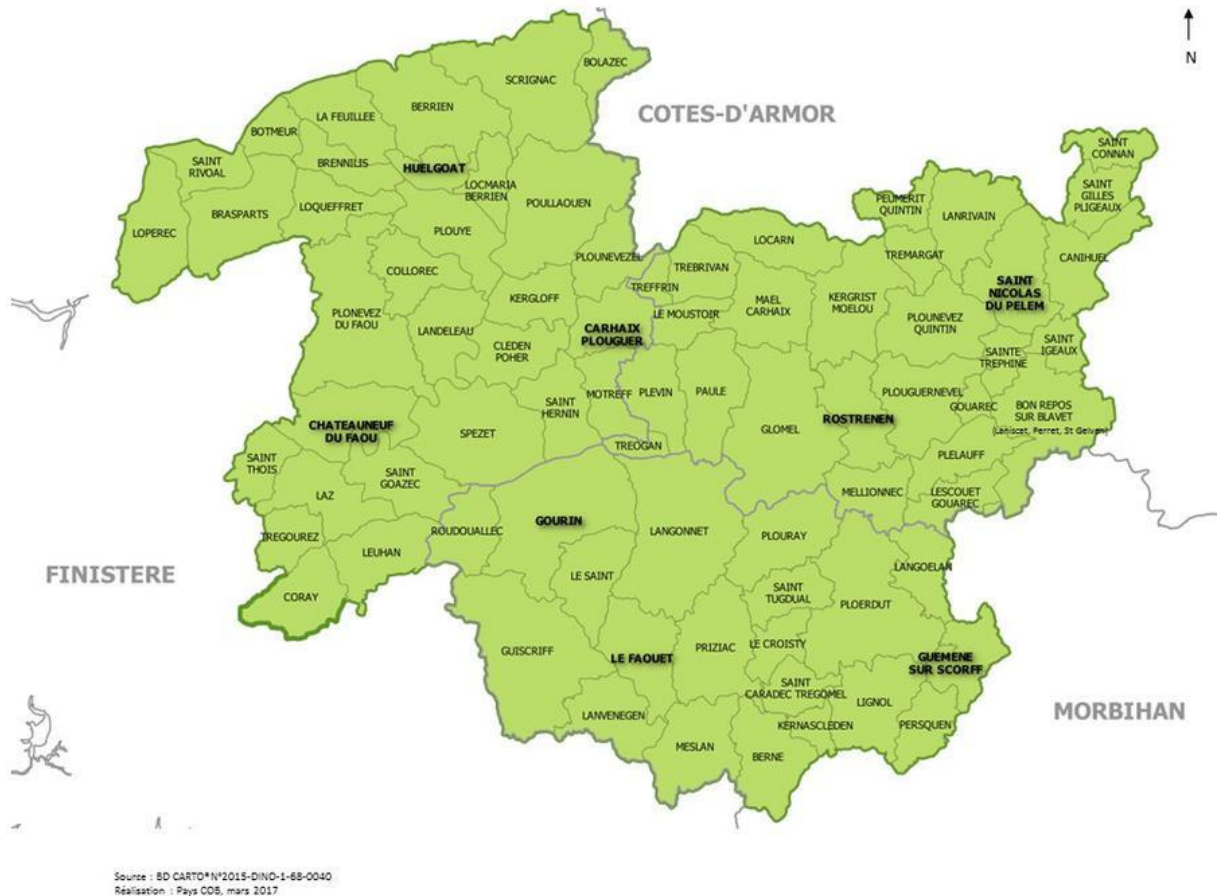 N
COTES-D'ARMOR
FINISTERE
MORBIHAN
BOLAZEC
SCRIGNAC
BERRIEN
LA FEUILLEE
BOTMEUR
SAINT
RIVOAL
BRENNILIS
HUELGOAT
LOCMARIA
BERRIEN
POULLAOUEN
LOPEREC
BRASPARTS
LOQUEFFRET
PLOUYE
COLLOREC
PLOUNEVEZEL
KERGLOFF
PLONEVEZ
DU FAOU
LANDELEAU
CLEDEN
POHER
CARHAIX
PLOUGUER
SAINT
HERNIN
MOTREFF
SPEZET
CHATEAUNEUF
DU FAOU
SAINT
THOIS
SAINT
GOAZEC
LAZ
TREGOUREZ
LEUHAN
CORAY
SAINT
CONNAN
SAINT
GILLES
PLIGEAUX
PEUMERIT
QUINTIN
LANRIVAIN
CANIHUEL
LOCARN
TREMARGAT
TREBRIVAN
TREFFRIN
LE MOUSTOIR
MAEL
CARHAIX
KERGRIST
MOELOU
PLOUNEVEZ
QUINTIN
SAINT
NICOLAS
DU PELEM
SAINT
IGEAUX
SAINTE
TREPHINE
PLEVIN
PAULE
GLOMEL
ROSTRENEN
PLOUGUERNEVEL
GOUAREC
BON REPOS
SUR BLAVET
(Laniscat, Perret, St Gelven)
PLELAUFF
TREOGAN
MELLIONNEC
LESCOUET
GOUAREC
ROUDOUALLEC
GOURIN
LANGONNET
PLOURAY
LANGOELAN
LE SAINT
SAINT
TUGDUAL
PLOERDUT
GUISCRIFF
LE FAOUET
PRIZIAC
LE CROISTY
GUEMENE
SUR SCORFF
SAINT
CARADEC TREGOMEL
LIGNOL
LANVENEGEN
KERNASCLEDEN
PERSQUEN
MESLAN
BERNE
Source : BD CARTO®N°2015-DINO-1-68-0040
Réalisation : Pays COB, mars 2017